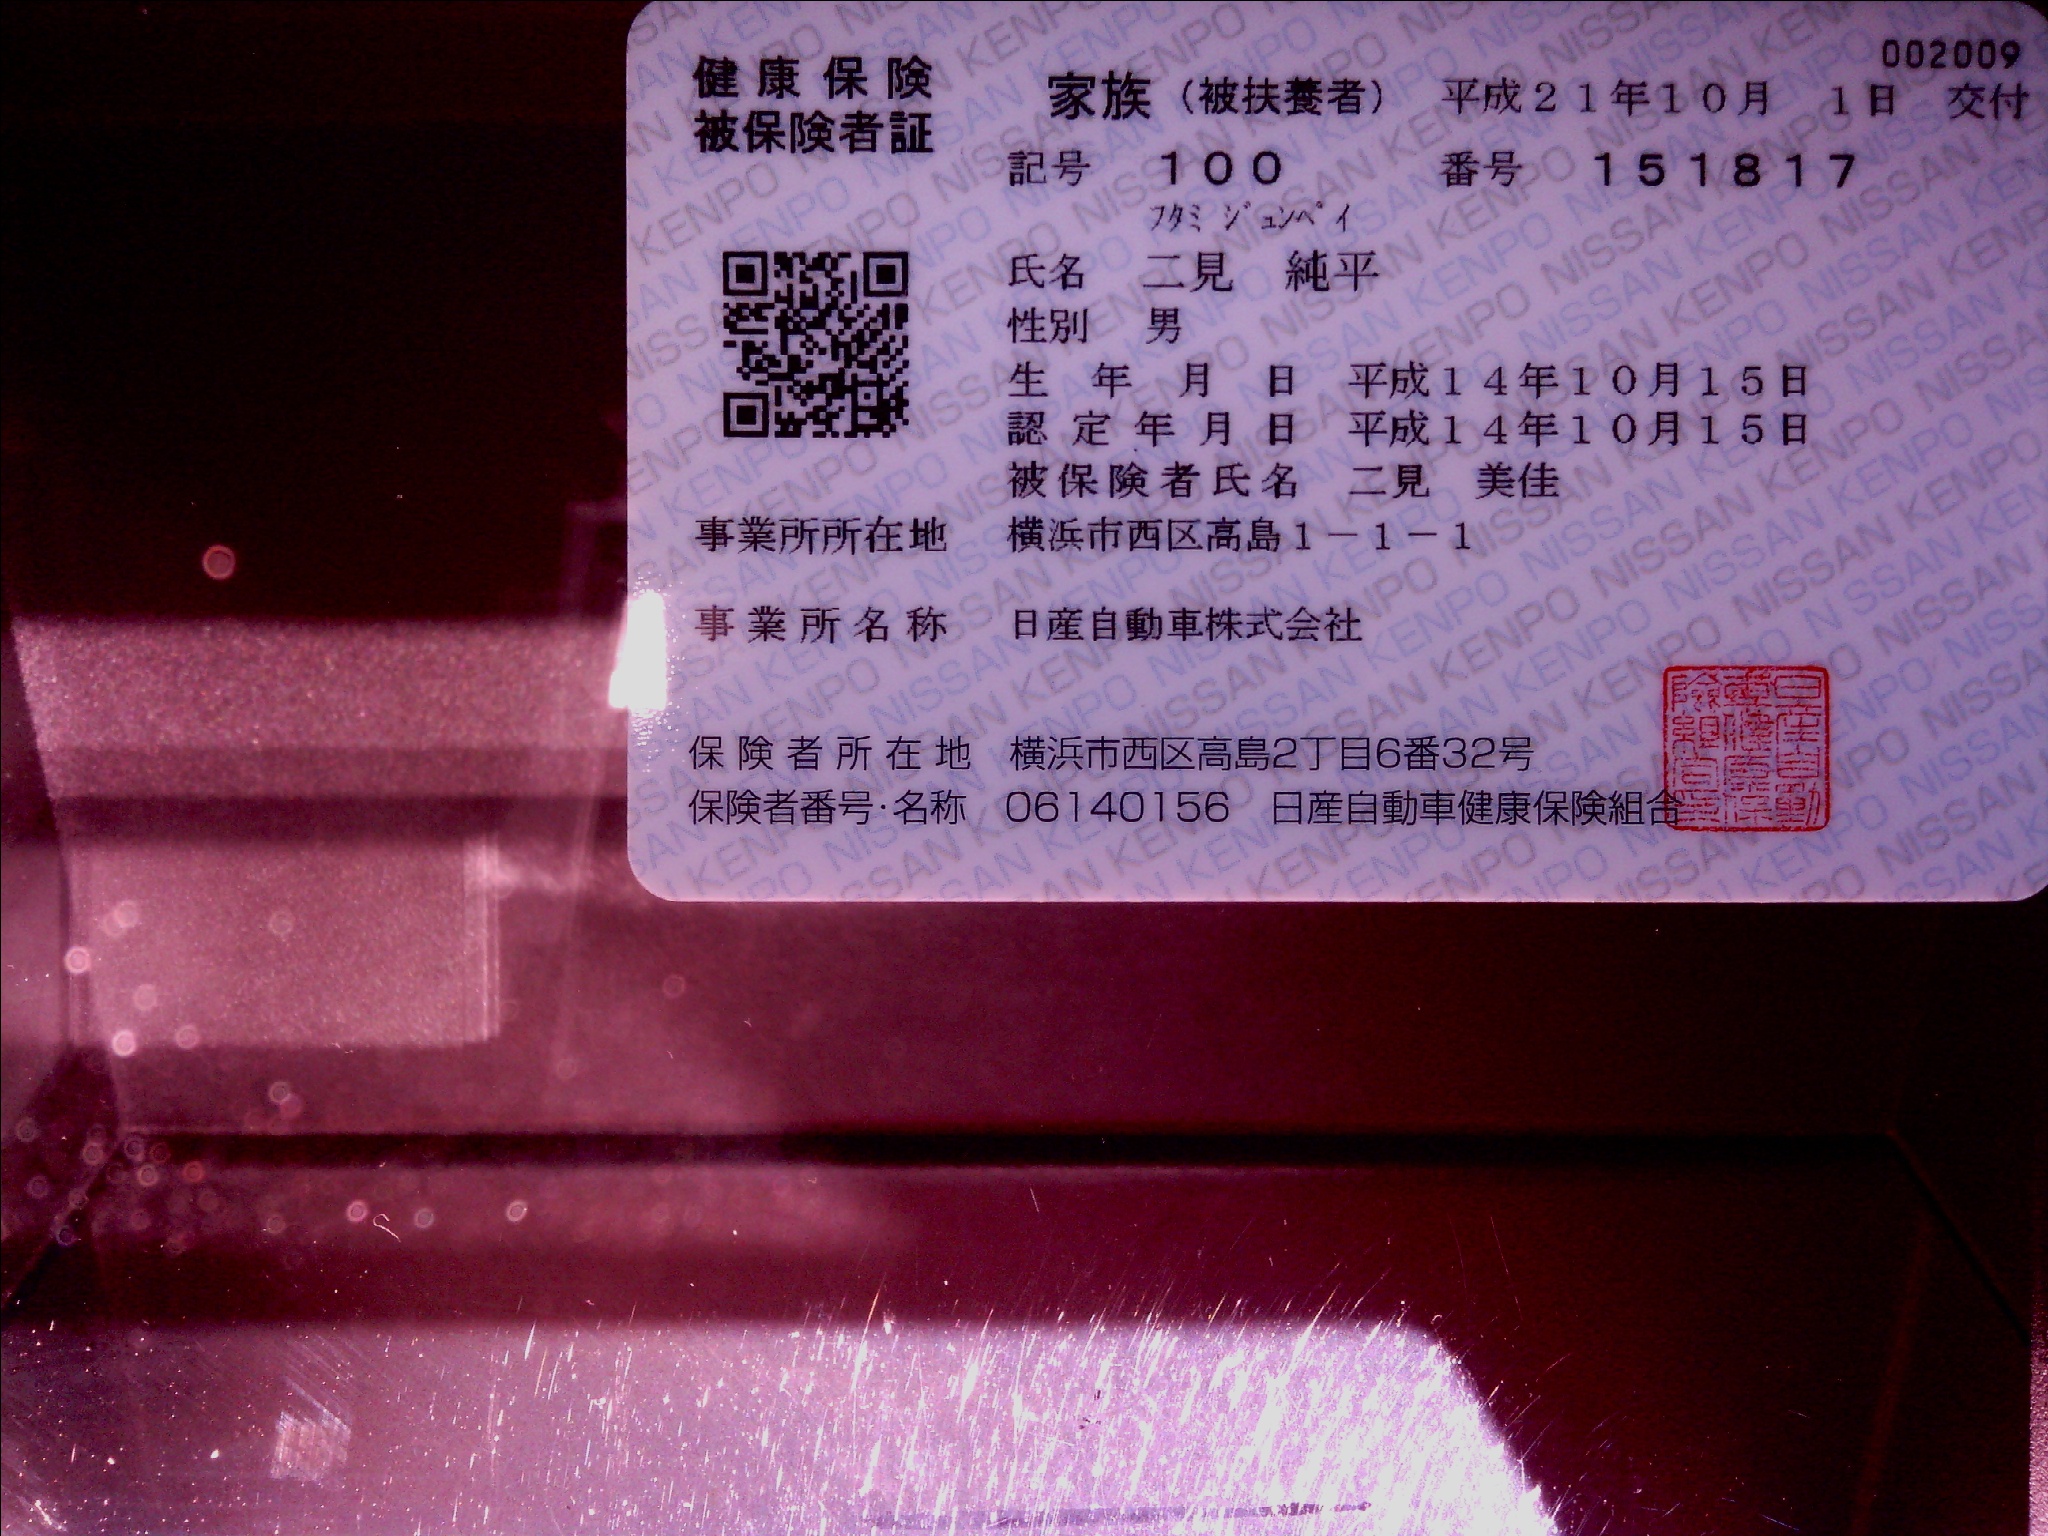 002009
健康保険
被保険者証
家族（被扶養者） 平成21年10月 1日 交付
記号 100 番号 151817
ﾌﾀﾐ ｼﾞｭﾝﾍﾟｲ
氏名 二見 純平
性別 男
生年月日 平成14年10月15日
認定年月日 平成14年10月15日
被保険者氏名 二見 美佳
事業所所在地 横浜市西区高島1－1－1
事業所名称 日産自動車株式会社
保険者所在地 横浜市西区高島2丁目6番32号
保険者番号・名称 06140156 日産自動車健康保険組合
NISSAN KENPO